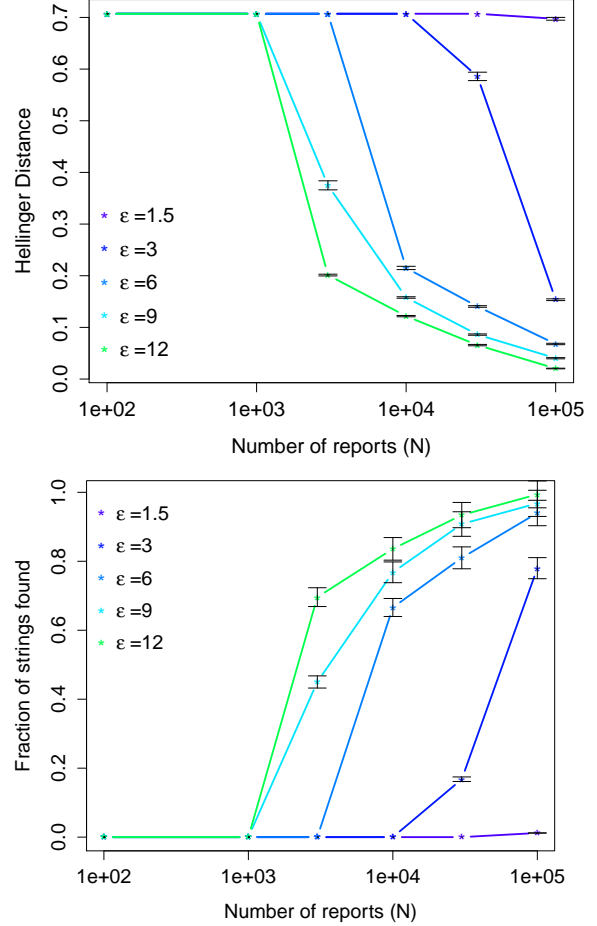 0.7
0.6
0.5
0.4
0.3
0.2
0.1
0.0
Hellinger Distance
ε =1.5
ε =3
ε =6
ε =9
ε =12
1e+02 1e+03 1e+04 1e+05
Number of reports (N)
1.0
0.8
0.6
0.4
0.2
0.0
Fraction of strings found
ε =1.5
ε =3
ε =6
ε =9
ε =12
1e+02 1e+03 1e+04 1e+05
Number of reports (N)